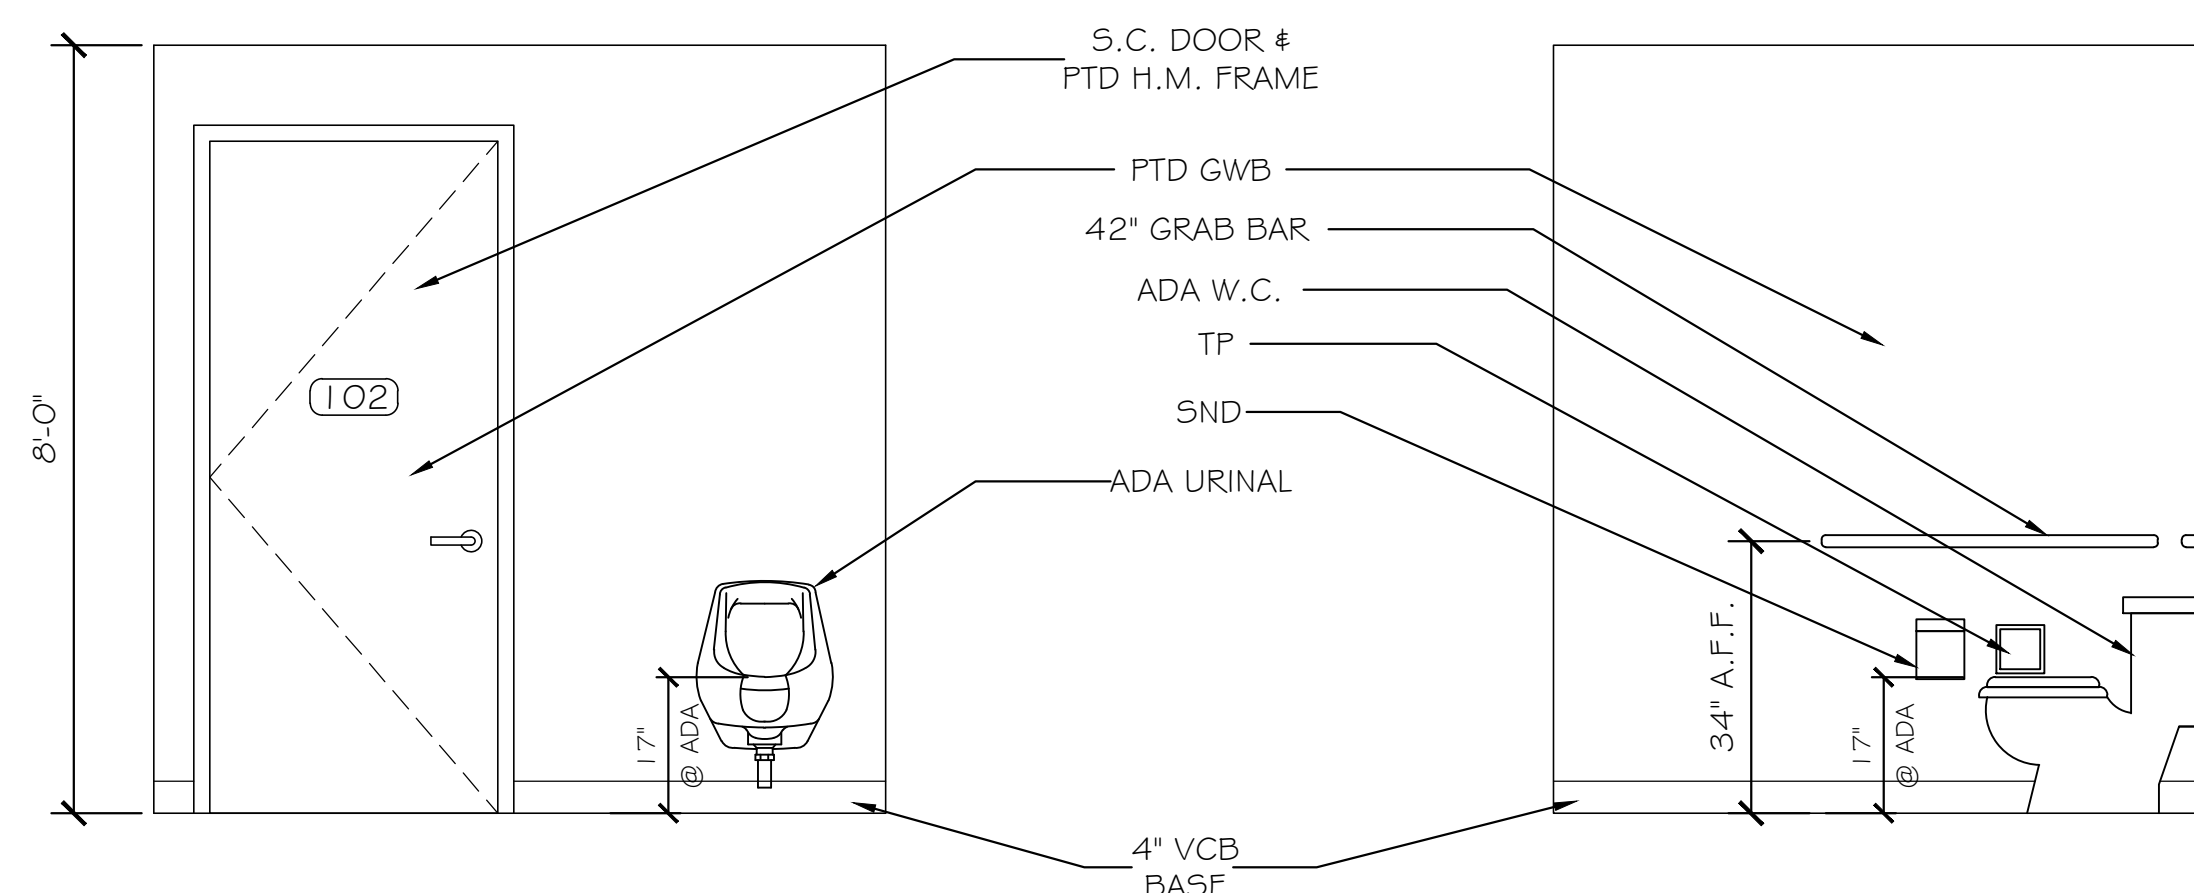 S.C. DOOR &
PTD H.M. FRAME
PTD GWB
42" GRAB BAR
ADA W.C.
TP
SND
ADA URINAL
4" VCB
BASE
8'-0"
102
17"
@ ADA
34" A.F.F.
17"
@ ADA